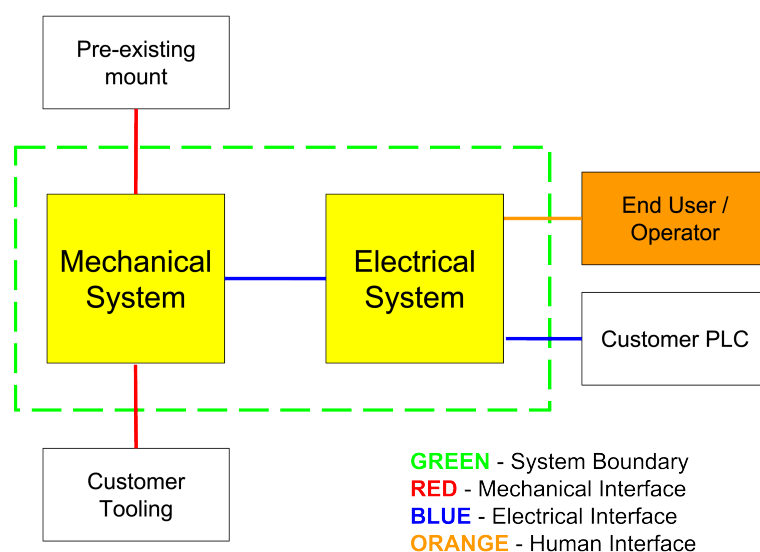 Pre-existing
mount
Mechanical
System
Electrical
System
End User /
Operator
Customer PLC
Customer
Tooling
GREEN - System Boundary
RED - Mechanical Interface
BLUE - Electrical Interface
ORANGE - Human Interface